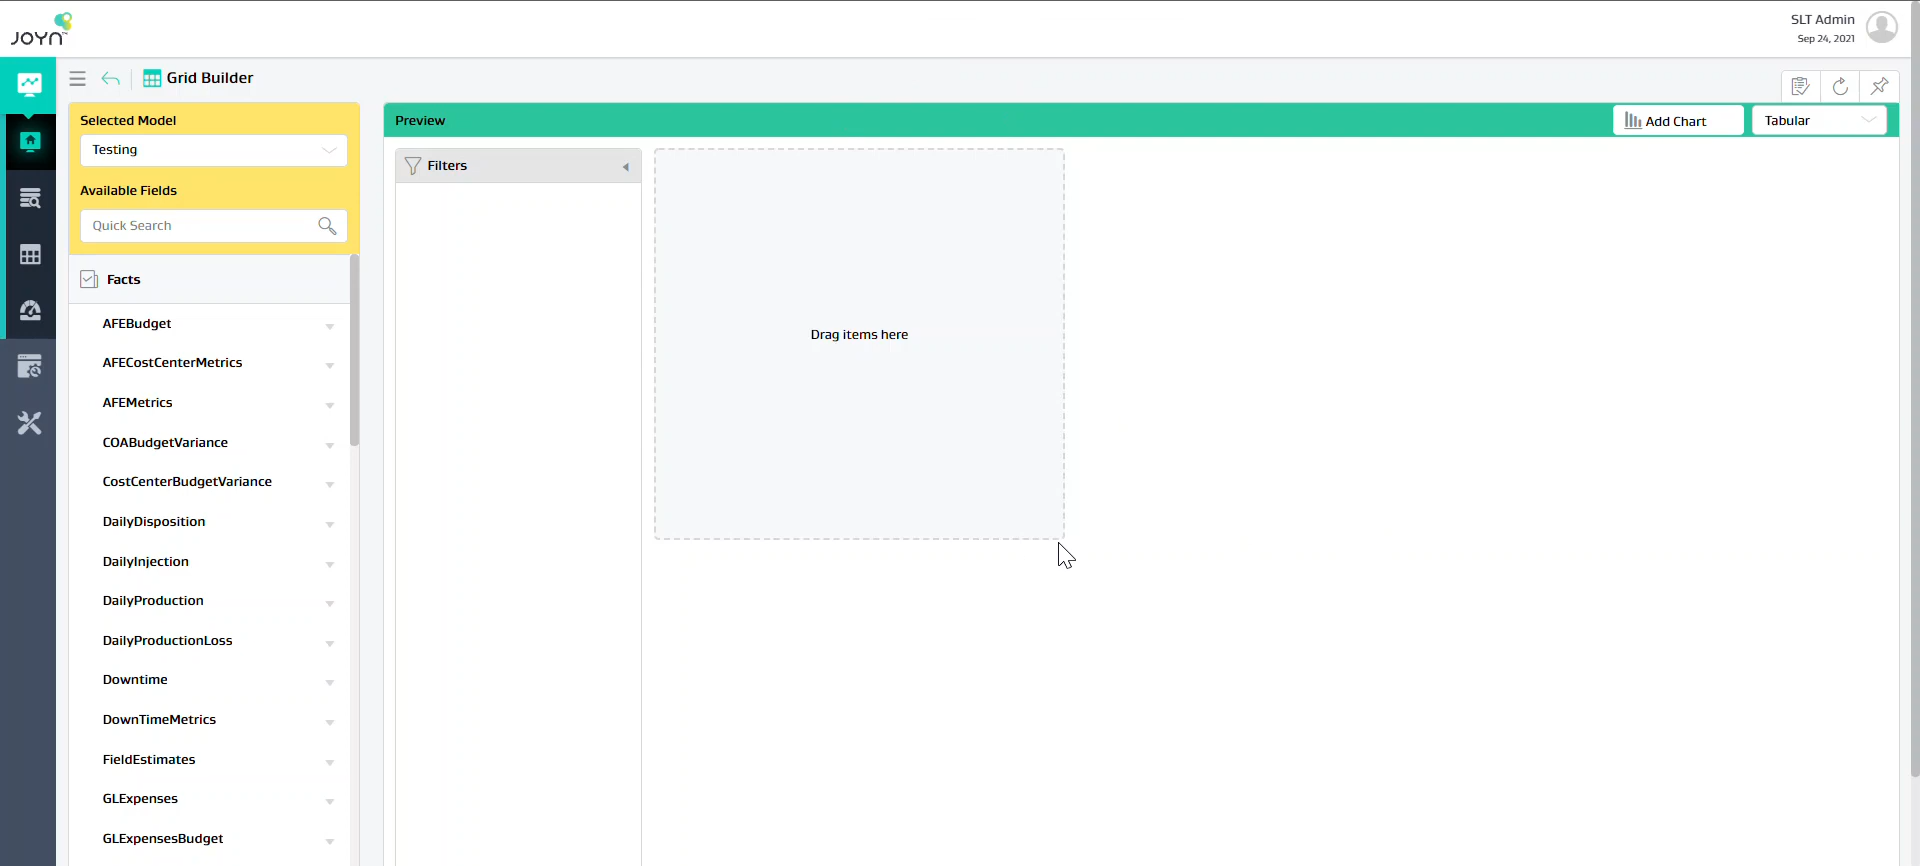 JOYN™
SLT Admin
Sep 24, 2021
Grid Builder
Selected Model
Testing
Available Fields
Quick Search
Facts
AFEBudget
AFECostCenterMetrics
AFEMetrics
COABudgetVariance
CostCenterBudgetVariance
DailyDisposition
DailyInjection
DailyProduction
DailyProductionLoss
Downtime
DownTimeMetrics
FieldEstimates
GLExpenses
GLExpensesBudget
Preview
Add Chart
Tabular
Filters
Drag items here